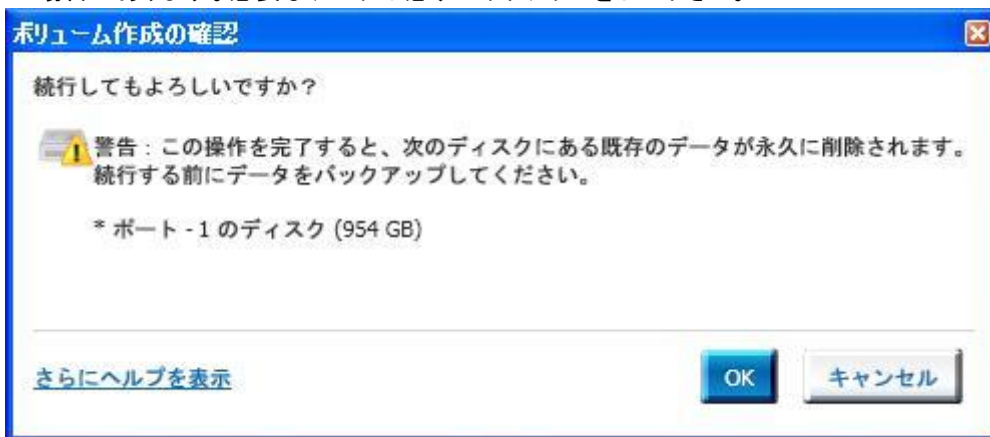 ボリューム作成の確認
続行してもよろしいですか？
警告：この操作を完了すると、次のディスクにある既存のデータが永久に削除されます。
続行する前にデータをバックアップしてください。
* ポート - 1 のディスク (954 GB)
さらにヘルプを表示
OK
キャンセル